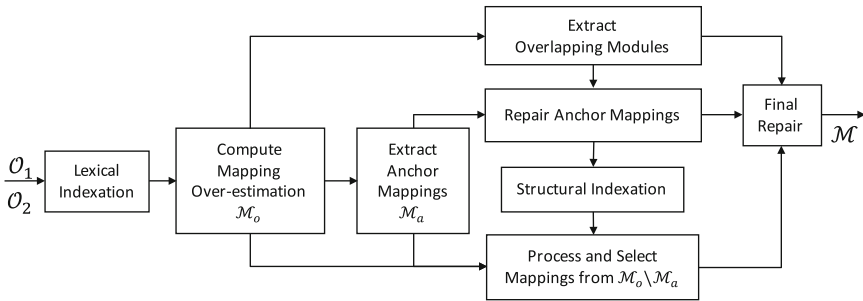 Extract
Overlapping Modules
Repair Anchor Mappings
Final
Repair
ℳ
𝒪₁
𝒪₂
Lexical
Indexation
Compute
Mapping
Over-estimation
ℳₒ
Extract
Anchor
Mappings
ℳₐ
Structural Indexation
Process and Select
Mappings from ℳₒ\ℳₐ